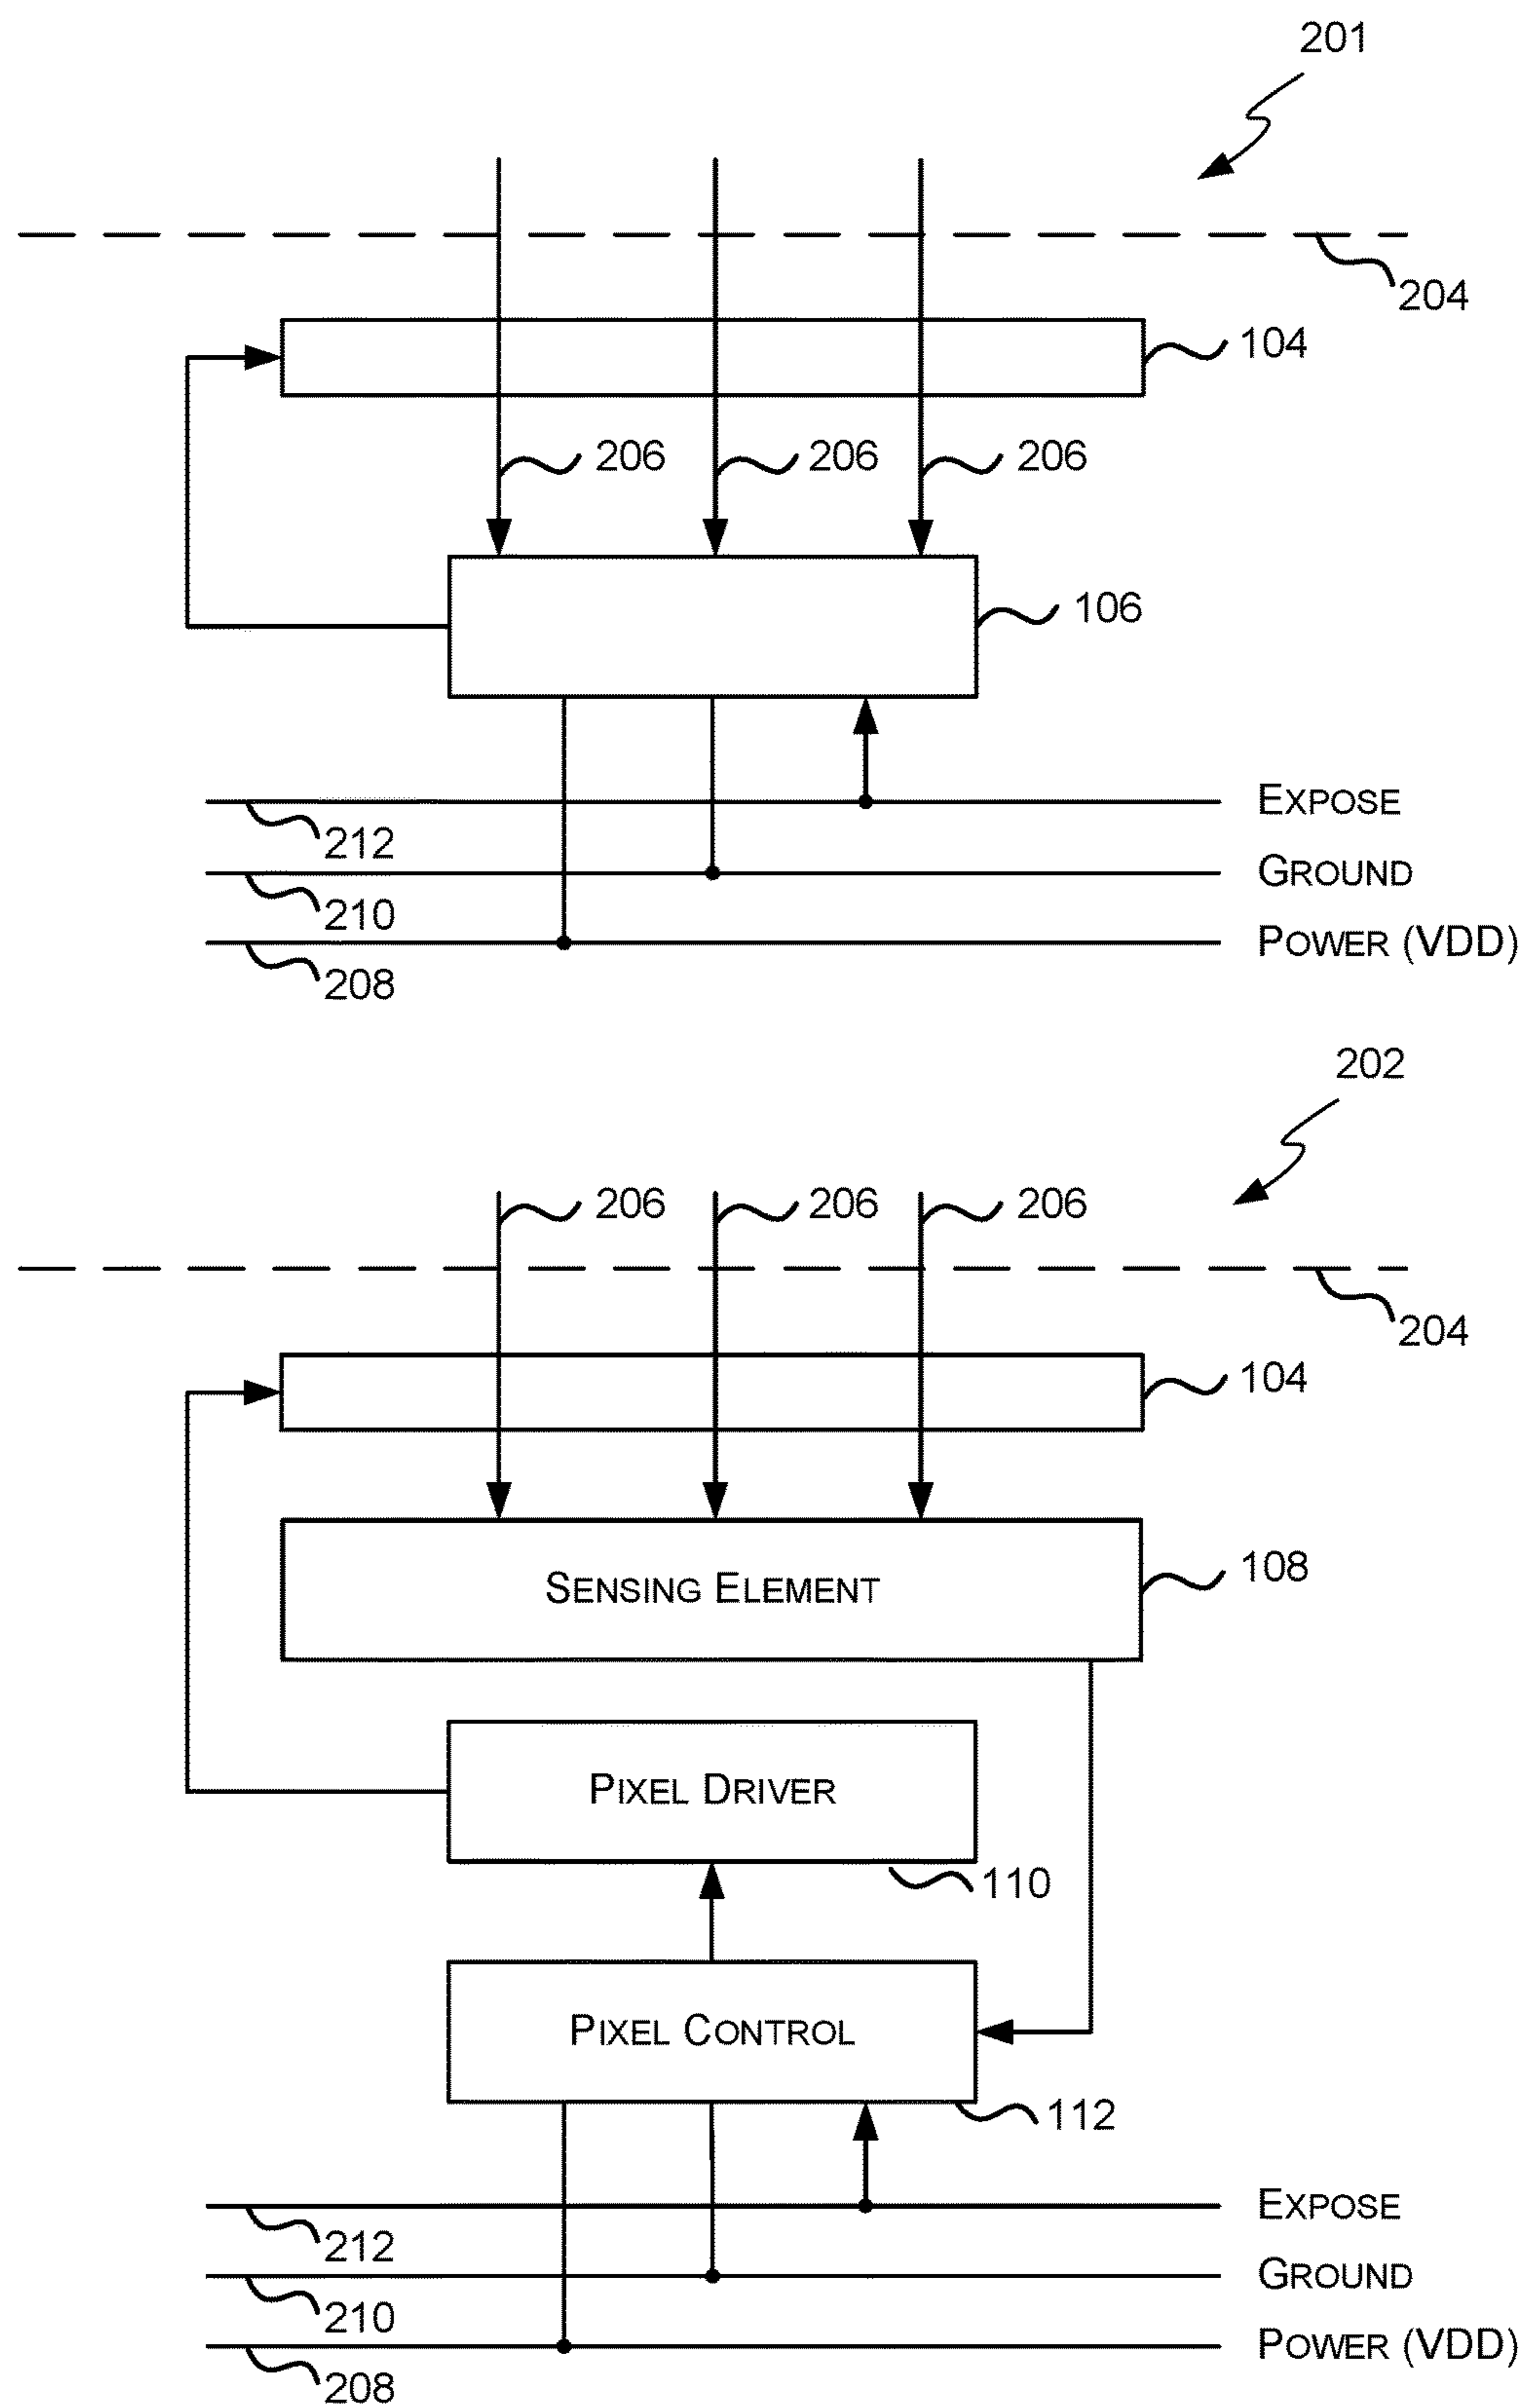 201
204
104
206 206 206
106
EXPOSE
212
GROUND
210
POWER (VDD)
208
202
206 206 206
204
104
SENSING ELEMENT 108
PIXEL DRIVER
110
PIXEL CONTROL
112
EXPOSE
212
GROUND
210
POWER (VDD)
208